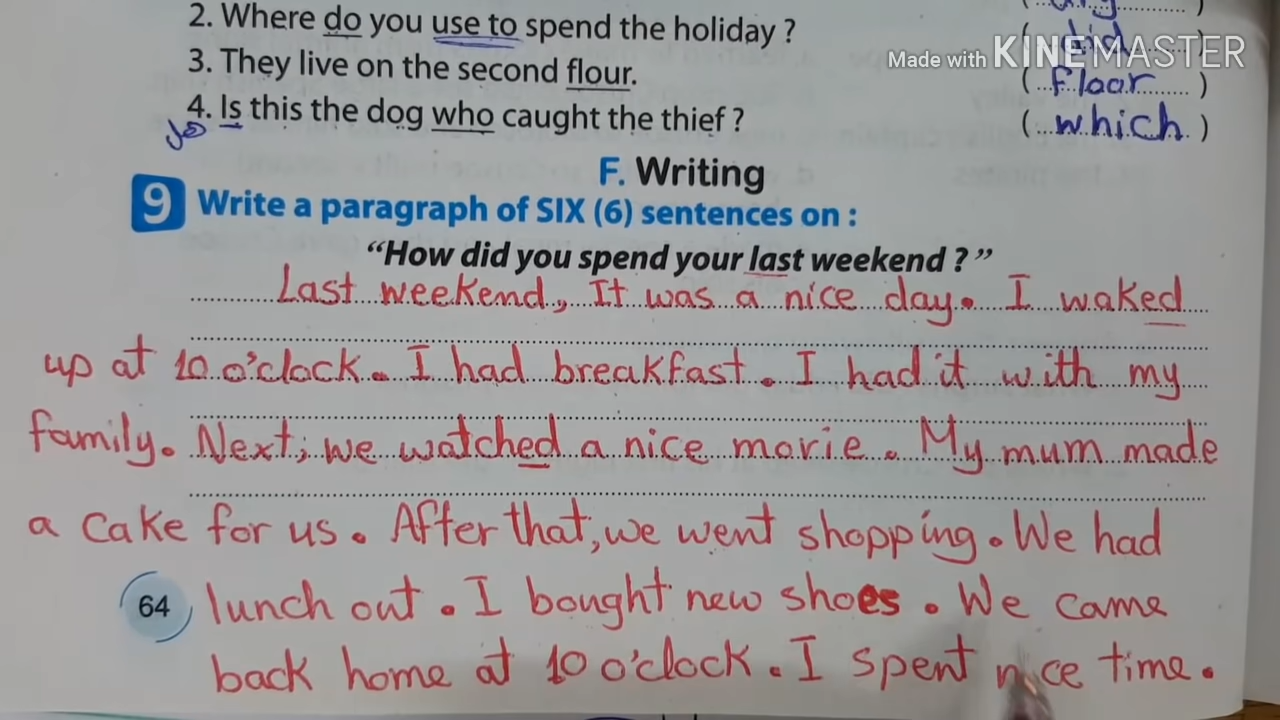 2. Where do you use to spend the holiday ? ( did )
Made with KINEMASTER
3. They live on the second flour. ( Floor )
4. Is this the dog who caught the thief ? ( which )
F. Writing
9 Write a paragraph of SIX (6) sentences on :
“How did you spend your last weekend ? ”
Last weekend, It was a nice day. I waked
up at 10 o'clock. I had breakfast. I had it with my
family. Next; we watched a nice movie. My mum made
a cake for us. After that, we went shopping. We had
64 lunch out. I bought new shoes. We came
back home at 10 o'clock. I spent nice time.